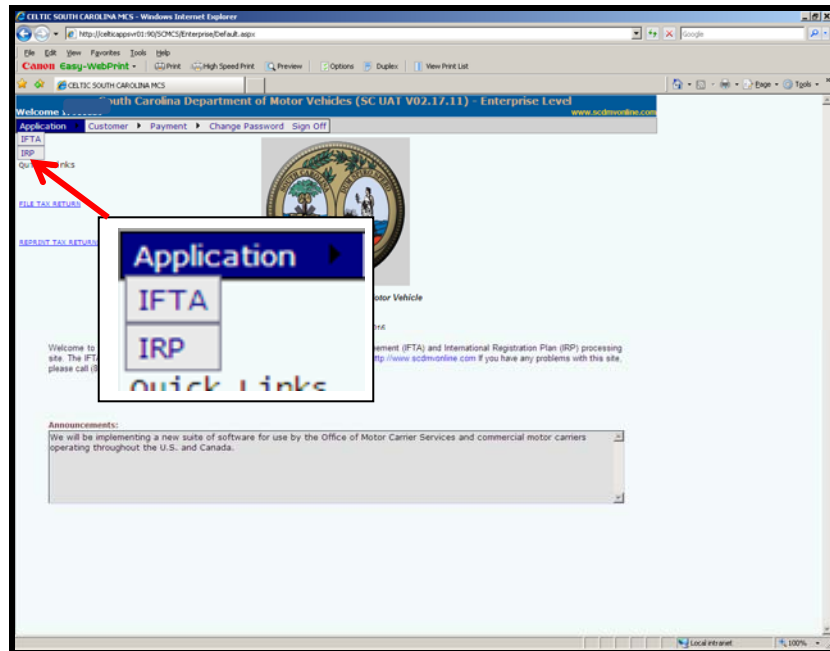 CELTIC SOUTH CAROLINA MCS - Windows Internet Explorer
http://celticappsvr01:90/SCMCS/Enterprise/Default.aspx
Google
File Edit View Favorites Tools Help
Canon Easy-WebPrint Print High Speed Print Preview Options Duplex View Print List
CELTIC SOUTH CAROLINA MCS Page Tools
South Carolina Department of Motor Vehicles (SC UAT V02.17.11) - Enterprise Level
Welcome
www.scdmvonline.com
Application Customer Payment Change Password Sign Off
IFTA
IRP
Quick Links
FILE TAX RETURN
REPRINT TAX RETURN
Application
IFTA
IRP
Quick Links
Motor Vehicle
Welcome to ement (IFTA) and International Registration Plan (IRP) processing
site. The IFT http://www.scdmvonline.com If you have any problems with this site,
please call (8
Announcements:
We will be implementing a new suite of software for use by the Office of Motor Carrier Services and commercial motor carriers
operating throughout the U.S. and Canada.
Local intranet 100%